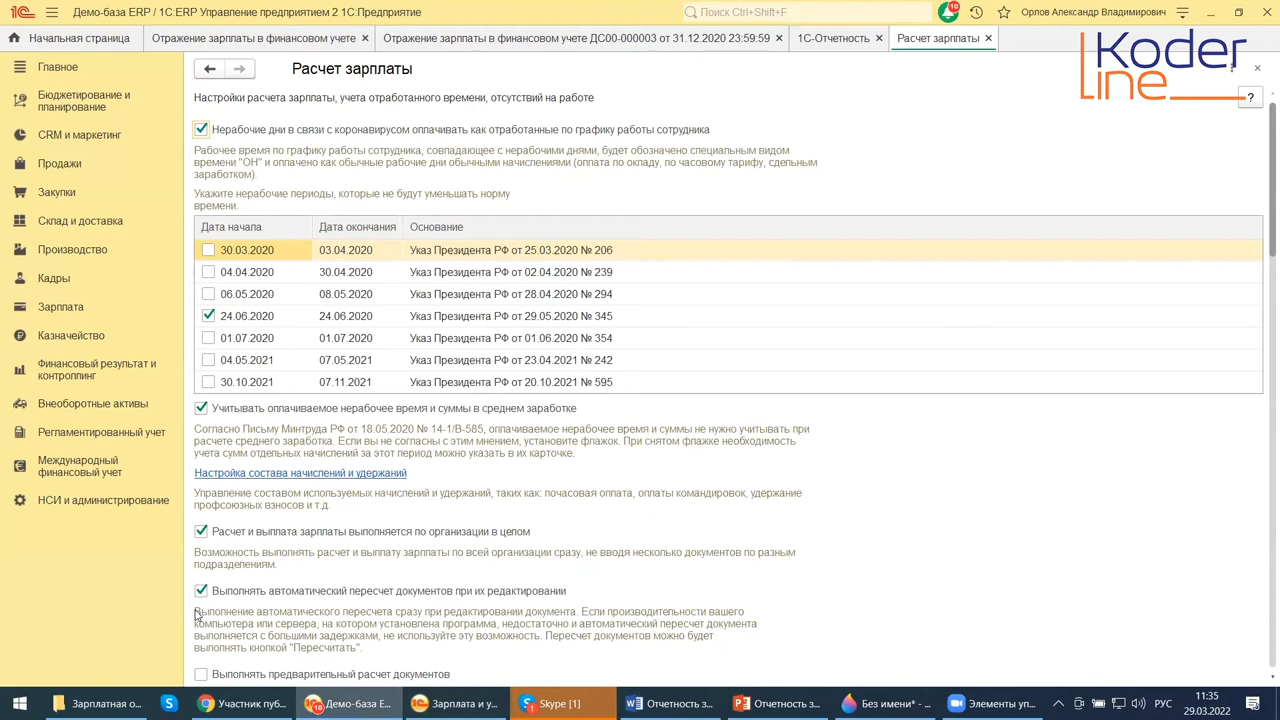 Демо-база ERP / 1С:ERP Управление предприятием 2 1С:Предприятие
Поиск Ctrl+Shift+F
10
Орлов Александр Владимирович
Начальная страница
Отражение зарплаты в финансовом учете
Отражение зарплаты в финансовом учете ДС00-000003 от 31.12.2020 23:59:59
1С-Отчетность
Расчет зарплаты
Koder
Line
Главное
Бюджетирование и
планирование
CRM и маркетинг
Продажи
Закупки
Склад и доставка
Производство
Кадры
Зарплата
Казначейство
Финансовый результат и
контроллинг
Внеоборотные активы
Регламентированный учет
Международный
финансовый учет
НСИ и администрирование
Расчет зарплаты
?
Настройки расчета зарплаты, учета отработанного времени, отсутствий на работе
Нерабочие дни в связи с коронавирусом оплачивать как отработанные по графику работы сотрудника
Рабочее время по графику работы сотрудника, совпадающее с нерабочими днями, будет обозначено специальным видом
времени "ОН" и оплачено как обычные рабочие дни обычными начислениями (оплата по окладу, по часовому тарифу, сдельным
заработком).
Укажите нерабочие периоды, которые не будут уменьшать норму
времени.
Дата начала Дата окончания Основание
30.03.2020 03.04.2020 Указ Президента РФ от 25.03.2020 № 206
04.04.2020 30.04.2020 Указ Президента РФ от 02.04.2020 № 239
06.05.2020 08.05.2020 Указ Президента РФ от 28.04.2020 № 294
24.06.2020 24.06.2020 Указ Президента РФ от 29.05.2020 № 345
01.07.2020 01.07.2020 Указ Президента РФ от 01.06.2020 № 354
04.05.2021 07.05.2021 Указ Президента РФ от 23.04.2021 № 242
30.10.2021 07.11.2021 Указ Президента РФ от 20.10.2021 № 595
Учитывать оплачиваемое нерабочее время и суммы в среднем заработке
Согласно Письму Минтруда РФ от 18.05.2020 № 14-1/В-585, оплачиваемое нерабочее время и суммы не нужно учитывать при
расчете среднего заработка. Если вы не согласны с этим мнением, установите флажок. При снятом флажке необходимость
учета сумм отдельных начислений за этот период можно указать в их карточке.
Настройка состава начислений и удержаний
Управление составом используемых начислений и удержаний, таких как: почасовая оплата, оплаты командировок, удержание
профсоюзных взносов и т.д.
Расчет и выплата зарплаты выполняется по организации в целом
Возможность выполнять расчет и выплату зарплаты по всей организации сразу, не вводя несколько документов по разным
подразделениям.
Выполнять автоматический пересчет документов при их редактировании
Выполнение автоматического пересчета сразу при редактировании документа. Если производительности вашего
компьютера или сервера, на котором установлена программа, недостаточно и автоматический пересчет документа
выполняется с большими задержками, не используйте эту возможность. Пересчет документов можно будет
выполнять кнопкой "Пересчитать".
Выполнять предварительный расчет документов
Зарплатная о...
Участник пуб...
10
Демо-база Е...
Зарплата и у...
Skype [1]
Отчетность з...
Отчетность з...
Без имени* -...
Элементы уп...
РУС
11:35
29.03.2022